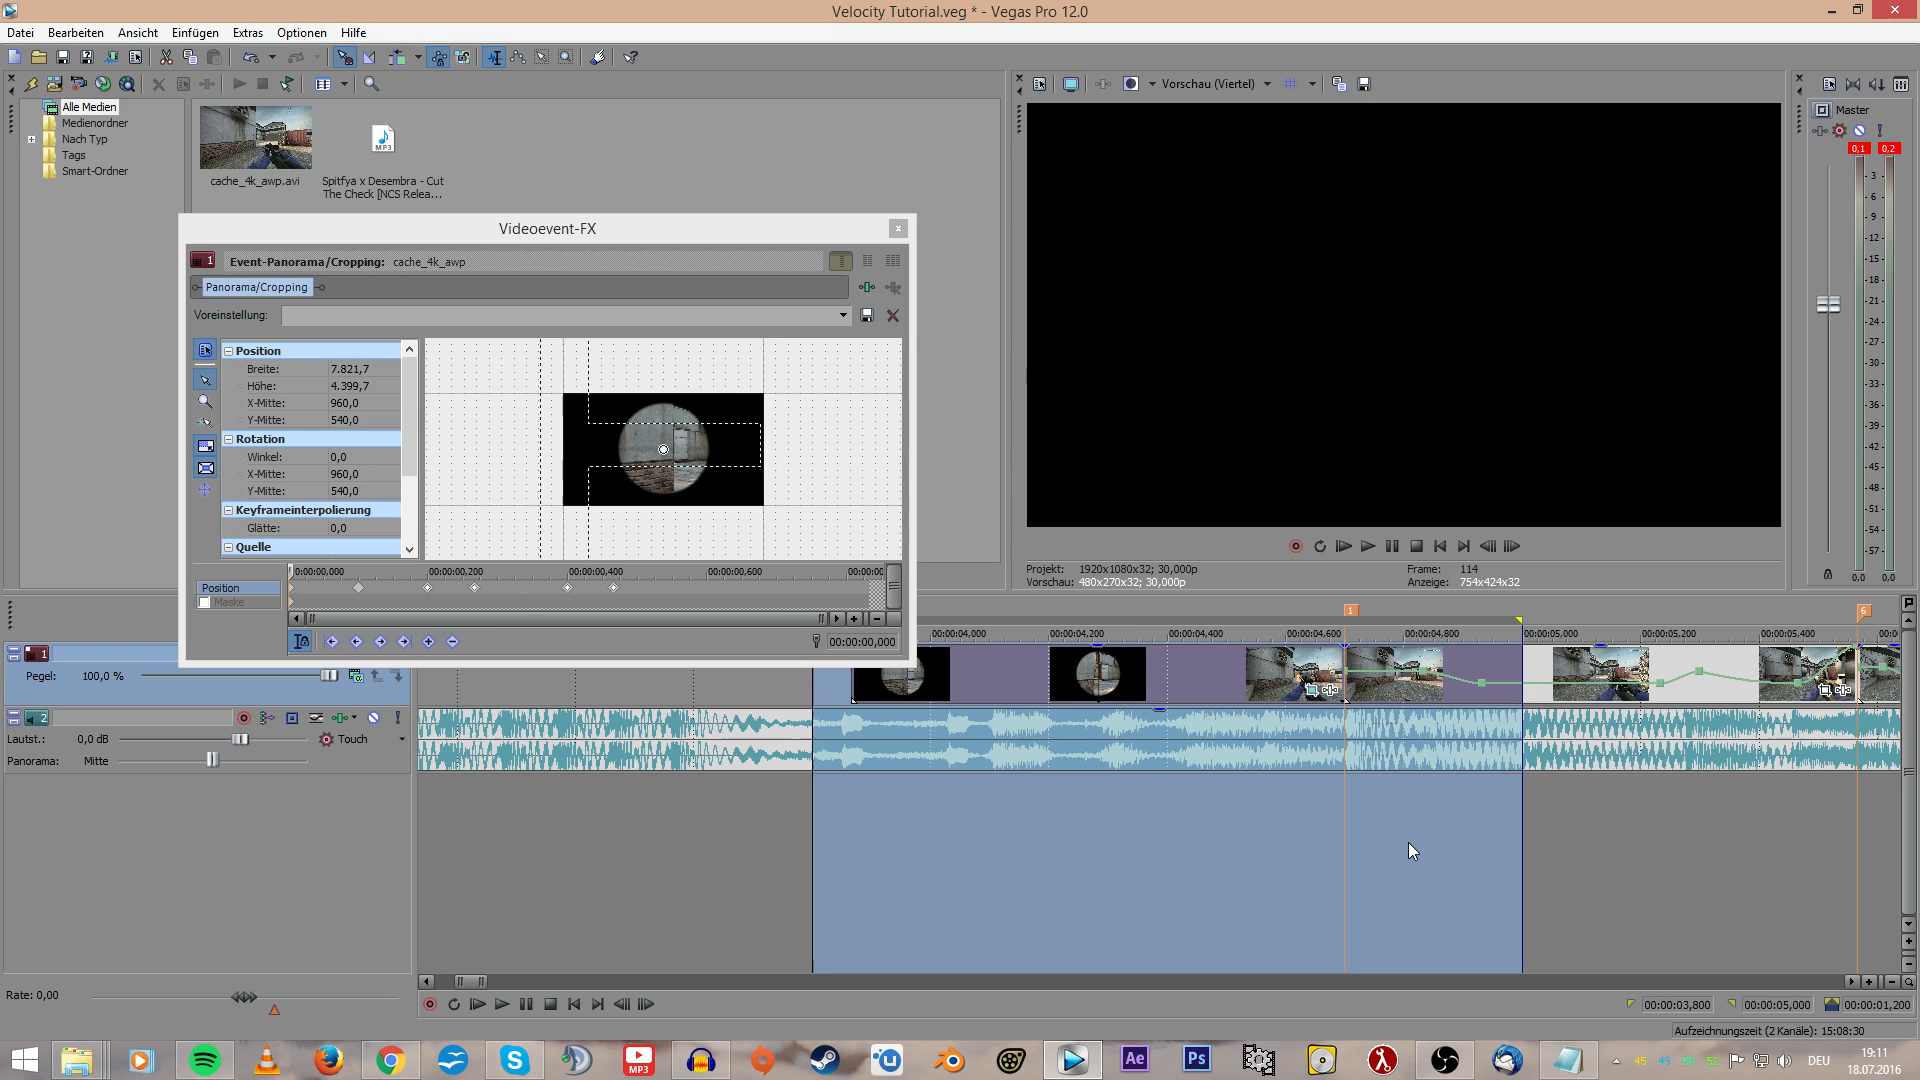 Velocity Tutorial.veg * - Vegas Pro 12.0
Datei Bearbeiten Ansicht Einfügen Extras Optionen Hilfe
Alle Medien
Medienordner
Nach Typ
Tags
Smart-Ordner
cache_4k_awp.avi
MP3
Spitfya x Desembra - Cut
The Check [NCS Relea...
Vorschau (Viertel)
Master
0,1 0,2
- 3 -
- 6 -
- 9 -
-12-
-15-
-18-
-21-
-24-
-27-
-30-
-33-
-36-
-39-
-42-
-45-
-48-
-51-
-54-
-57-
0,0 0,0
Videoevent-FX
1 Event-Panorama/Cropping: cache_4k_awp
Panorama/Cropping
Voreinstellung:
Position
Breite: 7.821,7
Höhe: 4.399,7
X-Mitte: 960,0
Y-Mitte: 540,0
Rotation
Winkel: 0,0
X-Mitte: 960,0
Y-Mitte: 540,0
Keyframeinterpolierung
Glätte: 0,0
Quelle
0:00:00,000 00:00:00,200 00:00:00,400 00:00:00,600 00:00:00
Position
Maske
00:00:00,000
Projekt: 1920x1080x32; 30,000p
Vorschau: 480x270x32; 30,000p
Frame: 114
Anzeige: 754x424x32
1 6
00:00:04,000 00:00:04,200 00:00:04,400 00:00:04,600 00:00:04,800 00:00:05,000 00:00:05,200 00:00:05,400 00:0
1
Pegel: 100,0 %
2
Lautst.: 0,0 dB Touch
Panorama: Mitte
Rate: 0,00
00:00:03,800 00:00:05,000 00:00:01,200
Aufzeichnungszeit (2 Kanäle): 15:08:30
MP3
Ae
Ps
45 49 52
DEU
19:11
18.07.2016